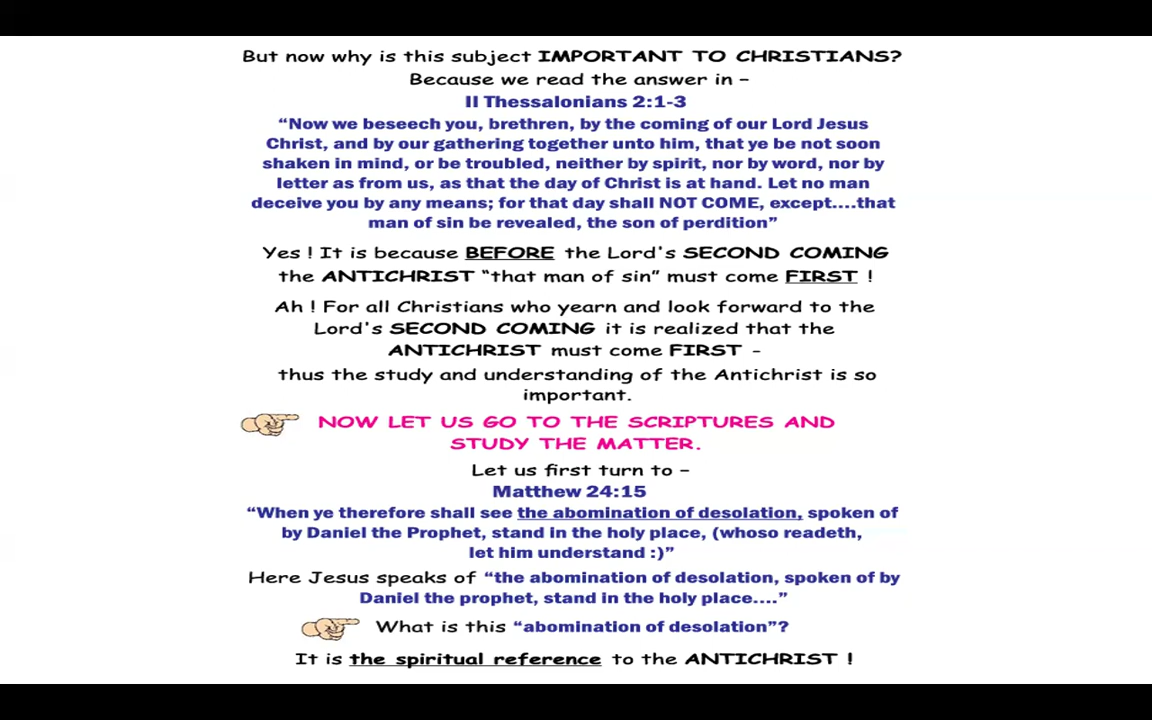 But now why is this subject IMPORTANT TO CHRISTIANS?
Because we read the answer in –
II Thessalonians 2:1-3
“Now we beseech you, brethren, by the coming of our Lord Jesus
Christ, and by our gathering together unto him, that ye be not soon
shaken in mind, or be troubled, neither by spirit, nor by word, nor by
letter as from us, as that the day of Christ is at hand. Let no man
deceive you by any means; for that day shall NOT COME, except....that
man of sin be revealed, the son of perdition”
Yes ! It is because BEFORE the Lord's SECOND COMING
the ANTICHRIST “that man of sin” must come FIRST !
Ah ! For all Christians who yearn and look forward to the
Lord's SECOND COMING it is realized that the
ANTICHRIST must come FIRST -
thus the study and understanding of the Antichrist is so
important.
NOW LET US GO TO THE SCRIPTURES AND
STUDY THE MATTER.
Let us first turn to –
Matthew 24:15
“When ye therefore shall see the abomination of desolation, spoken of
by Daniel the Prophet, stand in the holy place, (whoso readeth,
let him understand :)”
Here Jesus speaks of “the abomination of desolation, spoken of by
Daniel the prophet, stand in the holy place....”
What is this “abomination of desolation”?
It is the spiritual reference to the ANTICHRIST !